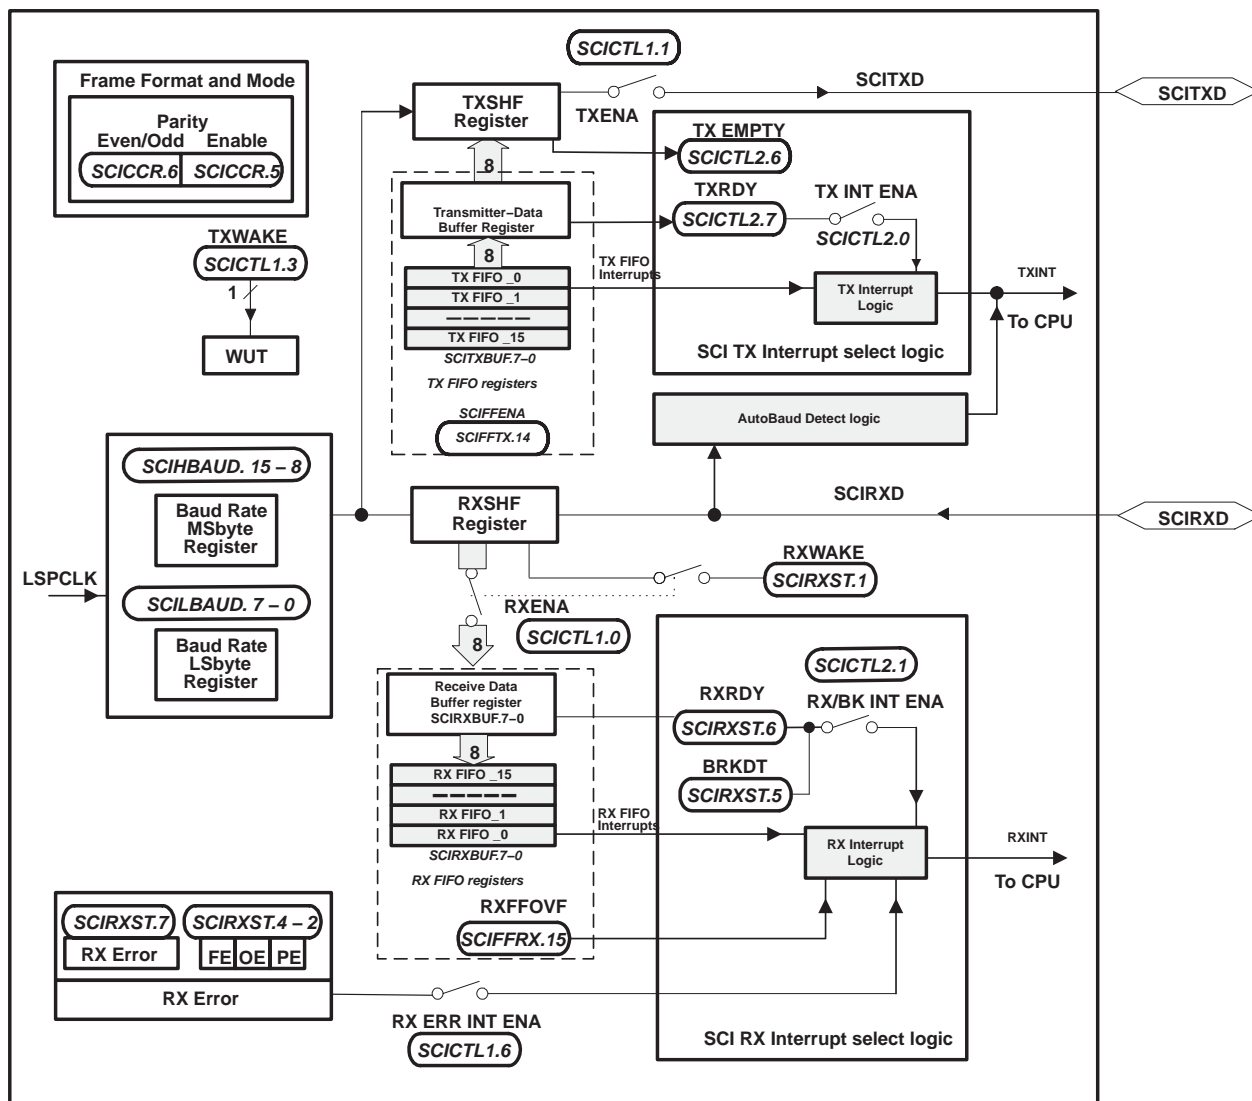 SCICTL1.1
Frame Format and Mode
Parity
Even/Odd Enable
SCICCR.6 SCICCR.5
TXSHF
Register
TXENA
SCITXD
SCITXD
8
TX EMPTY
SCICTL2.6
TXRDY
SCICTL2.7
TX INT ENA
SCICTL2.0
Transmitter–Data
Buffer Register
8
TX FIFO
Interrupts
TX FIFO _0
TX FIFO _1
–––––
TX FIFO _15
SCITXBUF.7–0
TX FIFO registers
SCIFFENA
SCIFFTX.14
TX Interrupt
Logic
TXINT
To CPU
SCI TX Interrupt select logic
TXWAKE
SCICTL1.3
1
WUT
AutoBaud Detect logic
SCIHBAUD. 15 – 8
Baud Rate
MSbyte
Register
LSPCLK
SCILBAUD. 7 – 0
Baud Rate
LSbyte
Register
RXSHF
Register
SCIRXD
SCIRXD
RXWAKE
SCIRXST.1
RXENA
SCICTL1.0
8
Receive Data
Buffer register
SCIRXBUF.7–0
8
RX FIFO _15
–––––
RX FIFO_1
RX FIFO _0
SCIRXBUF.7–0
RX FIFO registers
RX FIFO
Interrupts
SCICTL2.1
RXRDY
RX/BK INT ENA
SCIRXST.6
BRKDT
SCIRXST.5
RX Interrupt
Logic
RXINT
To CPU
RXFFOVF
SCIFFRX.15
SCIRXST.7 SCIRXST.4 – 2
RX Error FE OE PE
RX Error
RX ERR INT ENA
SCICTL1.6
SCI RX Interrupt select logic